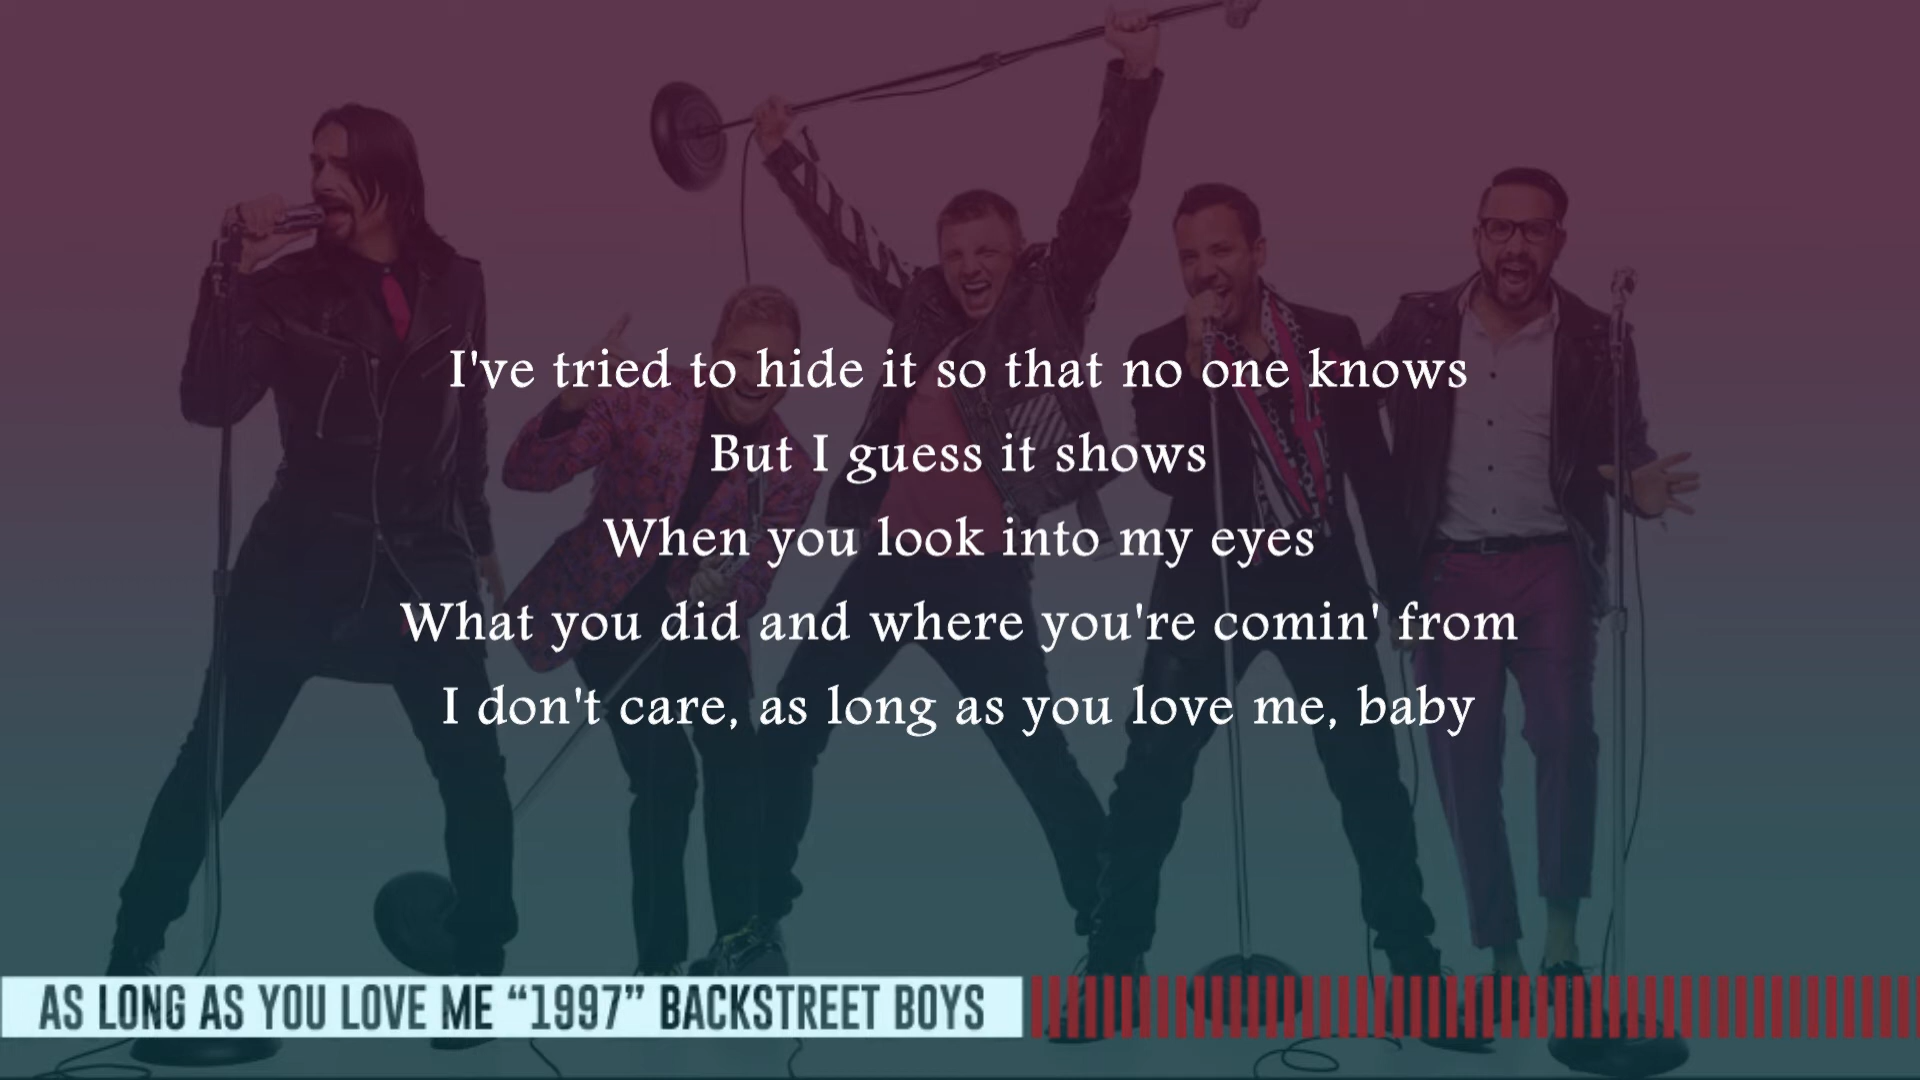 I've tried to hide it so that no one knows
But I guess it shows
When you look into my eyes
What you did and where you're comin' from
I don't care, as long as you love me, baby
AS LONG AS YOU LOVE ME “1997” BACKSTREET BOYS